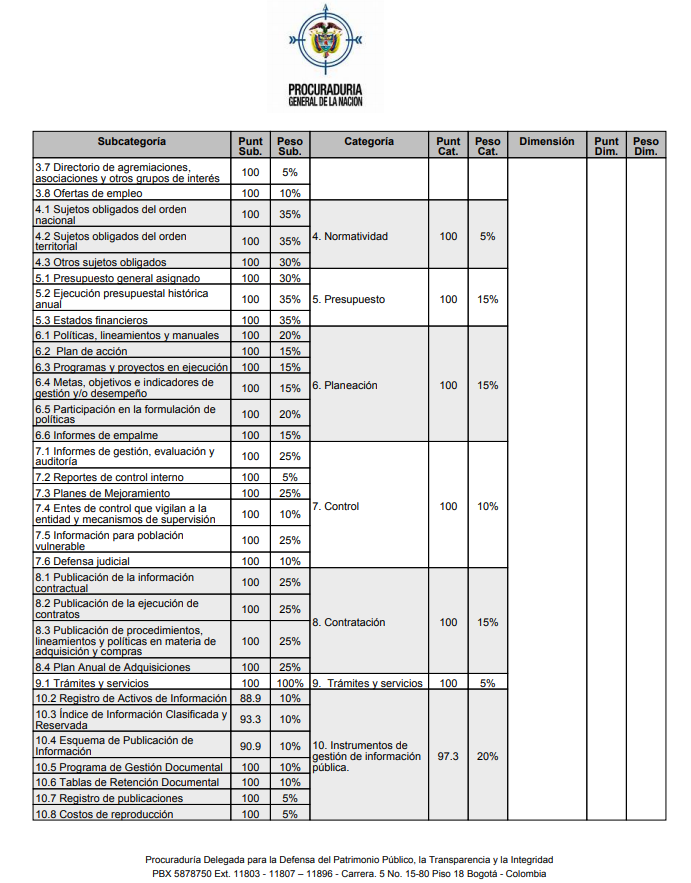 PROCURADURIA
GENERAL DE LA NACION
Subcategoría Punt Sub. Peso Sub. Categoría Punt Cat. Peso Cat. Dimensión Punt Dim. Peso Dim.
3.7 Directorio de agremiaciones,
asociaciones y otros grupos de interés 100 5%
3.8 Ofertas de empleo 100 10%
4.1 Sujetos obligados del orden
nacional 100 35%
4.2 Sujetos obligados del orden
territorial 100 35% 4. Normatividad 100 5%
4.3 Otros sujetos obligados 100 30%
5.1 Presupuesto general asignado 100 30%
5.2 Ejecución presupuestal histórica
anual 100 35% 5. Presupuesto 100 15%
5.3 Estados financieros 100 35%
6.1 Políticas, lineamientos y manuales 100 20%
6.2 Plan de acción 100 15%
6.3 Programas y proyectos en ejecución 100 15%
6.4 Metas, objetivos e indicadores de
gestión y/o desempeño 100 15% 6. Planeación 100 15%
6.5 Participación en la formulación de
políticas 100 20%
6.6 Informes de empalme 100 15%
7.1 Informes de gestión, evaluación y
auditoría 100 25%
7.2 Reportes de control interno 100 5%
7.3 Planes de Mejoramiento 100 25%
7.4 Entes de control que vigilan a la
entidad y mecanismos de supervisión 100 10% 7. Control 100 10%
7.5 Información para población
vulnerable 100 25%
7.6 Defensa judicial 100 10%
8.1 Publicación de la información
contractual 100 25%
8.2 Publicación de la ejecución de
contratos 100 25%
8.3 Publicación de procedimientos,
lineamientos y políticas en materia de
adquisición y compras 100 25% 8. Contratación 100 15%
8.4 Plan Anual de Adquisiciones 100 25%
9.1 Trámites y servicios 100 100% 9. Trámites y servicios 100 5%
10.2 Registro de Activos de Información 88.9 10%
10.3 Índice de Información Clasificada y
Reservada 93.3 10%
10.4 Esquema de Publicación de
Información 90.9 10%
10. Instrumentos de
gestión de información
pública. 97.3 20%
10.5 Programa de Gestión Documental 100 10%
10.6 Tablas de Retención Documental 100 10%
10.7 Registro de publicaciones 100 5%
10.8 Costos de reproducción 100 5%
Procuraduría Delegada para la Defensa del Patrimonio Público, la Transparencia y la Integridad
PBX 5878750 Ext. 11803 - 11807 – 11896 - Carrera. 5 No. 15-80 Piso 18 Bogotá - Colombia